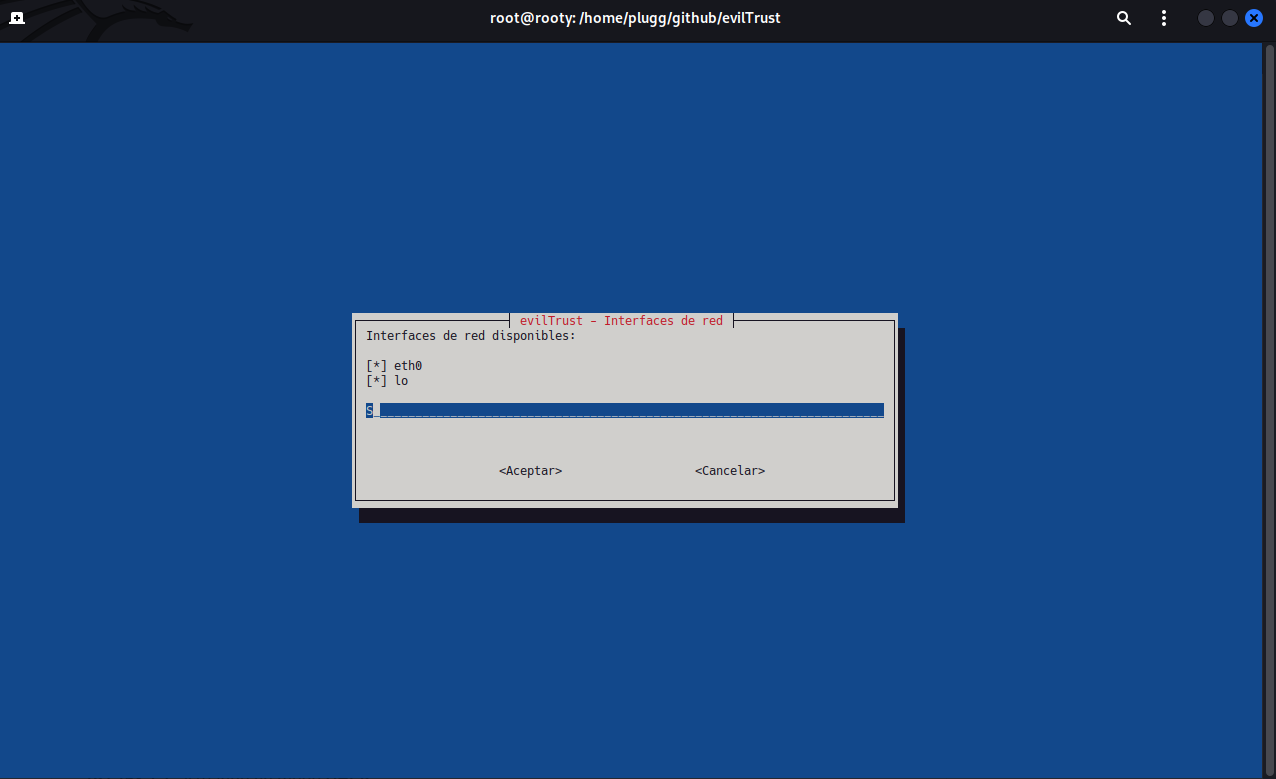 root@rooty: /home/plugg/github/evilTrust
evilTrust - Interfaces de red
Interfaces de red disponibles:
[*] eth0
[*] lo
S
<Aceptar> <Cancelar>